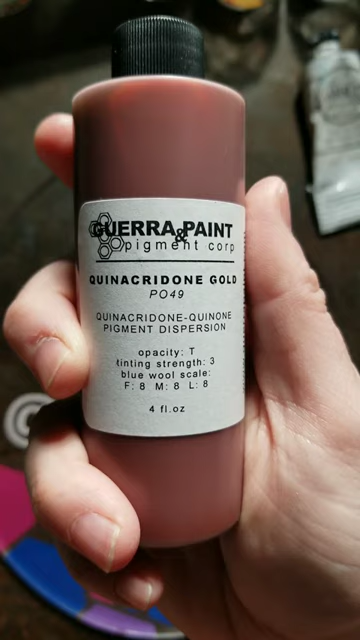 GUERRA&PAINT
pigment corp
QUINACRIDONE GOLD
PO49
QUINACRIDONE-QUINONE
PIGMENT DISPERSION
opacity: T
tinting strength: 3
blue wool scale:
F: 8 M: 8 L: 8
4 fl.oz